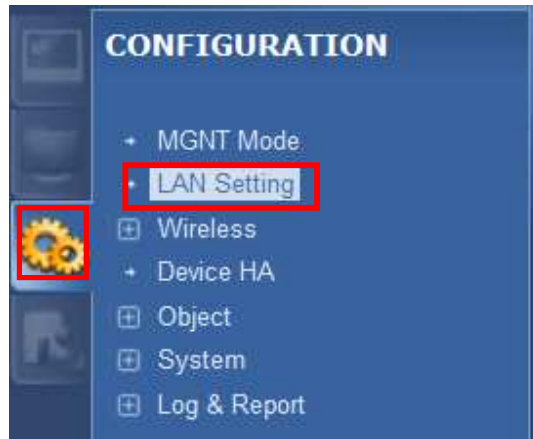 CONFIGURATION
MGNT Mode
LAN Setting
Wireless
Device HA
Object
System
Log & Report